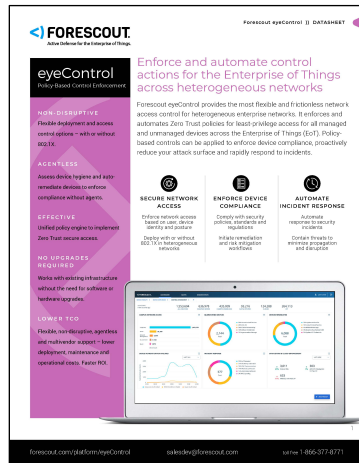 Forescout eyeControl )) DATASHEET
<) FORESCOUT.
Active Defense for the Enterprise of Things.
eyeControl
Policy-Based Control Enforcement
NON-DISRUPTIVE
Flexible deployment and access
control options – with or without
802.1X.
AGENTLESS
Assess device hygiene and auto-
remediate devices to enforce
compliance without agents.
EFFECTIVE
Unified policy engine to implement
Zero Trust secure access.
NO UPGRADES
REQUIRED
Works with existing infrastructure
without the need for software or
hardware upgrades.
LOWER TCO
Flexible, non-disruptive, agentless
and multivendor support – lower
deployment, maintenance and
operational costs. Faster ROI.
Enforce and automate control
actions for the Enterprise of Things
across heterogeneous networks
Forescout eyeControl provides the most flexible and frictionless network
access control for heterogeneous enterprise networks. It enforces and
automates Zero Trust policies for least-privilege access for all managed
and unmanaged devices across the Enterprise of Things (EoT). Policy-
based controls can be applied to enforce device compliance, proactively
reduce your attack surface and rapidly respond to incidents.
SECURE NETWORK
ACCESS
Enforce network access
based on user, device
identity and posture
Deploy with or without
802.1X in heterogeneous
networks
ENFORCE DEVICE
COMPLIANCE
Comply with security
policies, standards and
regulations
Initiate remediation
and risk mitigation
workflows
AUTOMATE
INCIDENT RESPONSE
Automate
response to security
incidents
Contain threats to
minimize propagation
and disruption
1
forescout.com/platform/eyeControl
salesdev@forescout.com
toll free 1-866-377-8771